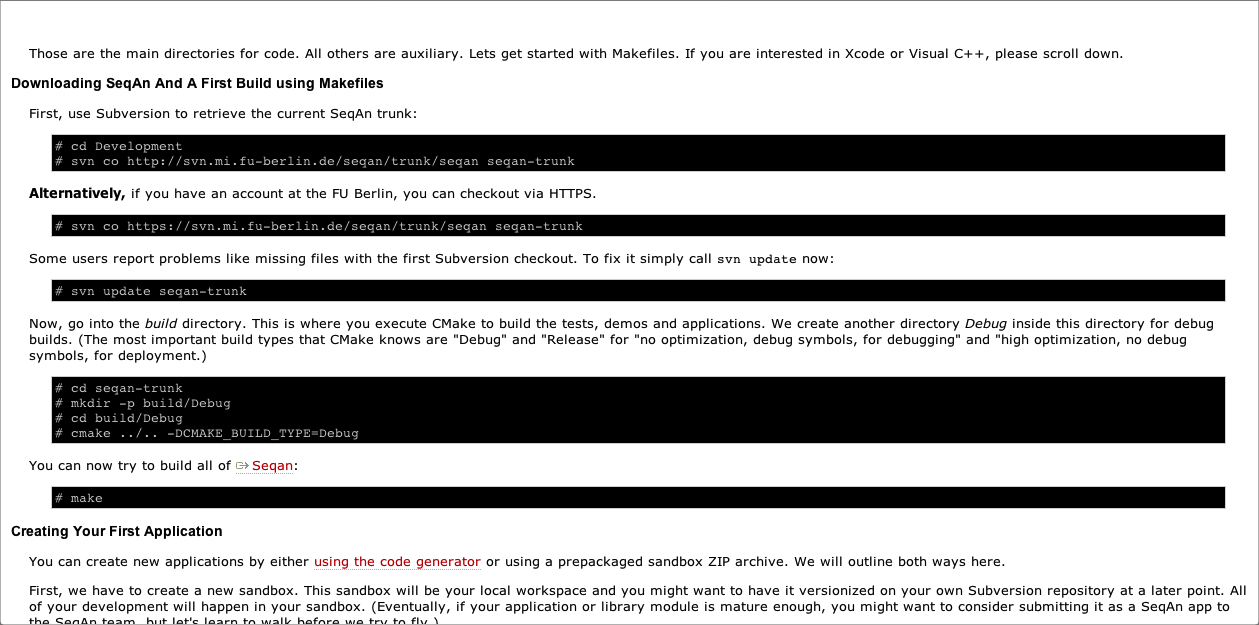 Those are the main directories for code. All others are auxiliary. Lets get started with Makefiles. If you are interested in Xcode or Visual C++, please scroll down.
Downloading SeqAn And A First Build using Makefiles
First, use Subversion to retrieve the current SeqAn trunk:
# cd Development
# svn co http://svn.mi.fu-berlin.de/seqan/trunk/seqan seqan-trunk
Alternatively, if you have an account at the FU Berlin, you can checkout via HTTPS.
# svn co https://svn.mi.fu-berlin.de/seqan/trunk/seqan seqan-trunk
Some users report problems like missing files with the first Subversion checkout. To fix it simply call svn update now:
# svn update seqan-trunk
Now, go into the build directory. This is where you execute CMake to build the tests, demos and applications. We create another directory Debug inside this directory for debug
builds. (The most important build types that CMake knows are "Debug" and "Release" for "no optimization, debug symbols, for debugging" and "high optimization, no debug
symbols, for deployment.)
# cd seqan-trunk
# mkdir -p build/Debug
# cd build/Debug
# cmake ../.. -DCMAKE_BUILD_TYPE=Debug
You can now try to build all of Seqan:
# make
Creating Your First Application
You can create new applications by either using the code generator or using a prepackaged sandbox ZIP archive. We will outline both ways here.
First, we have to create a new sandbox. This sandbox will be your local workspace and you might want to have it versionized on your own Subversion repository at a later point. All
of your development will happen in your sandbox. (Eventually, if your application or library module is mature enough, you might want to consider submitting it as a SeqAn app to
the SeqAn team, but let's learn to walk before we try to fly.)